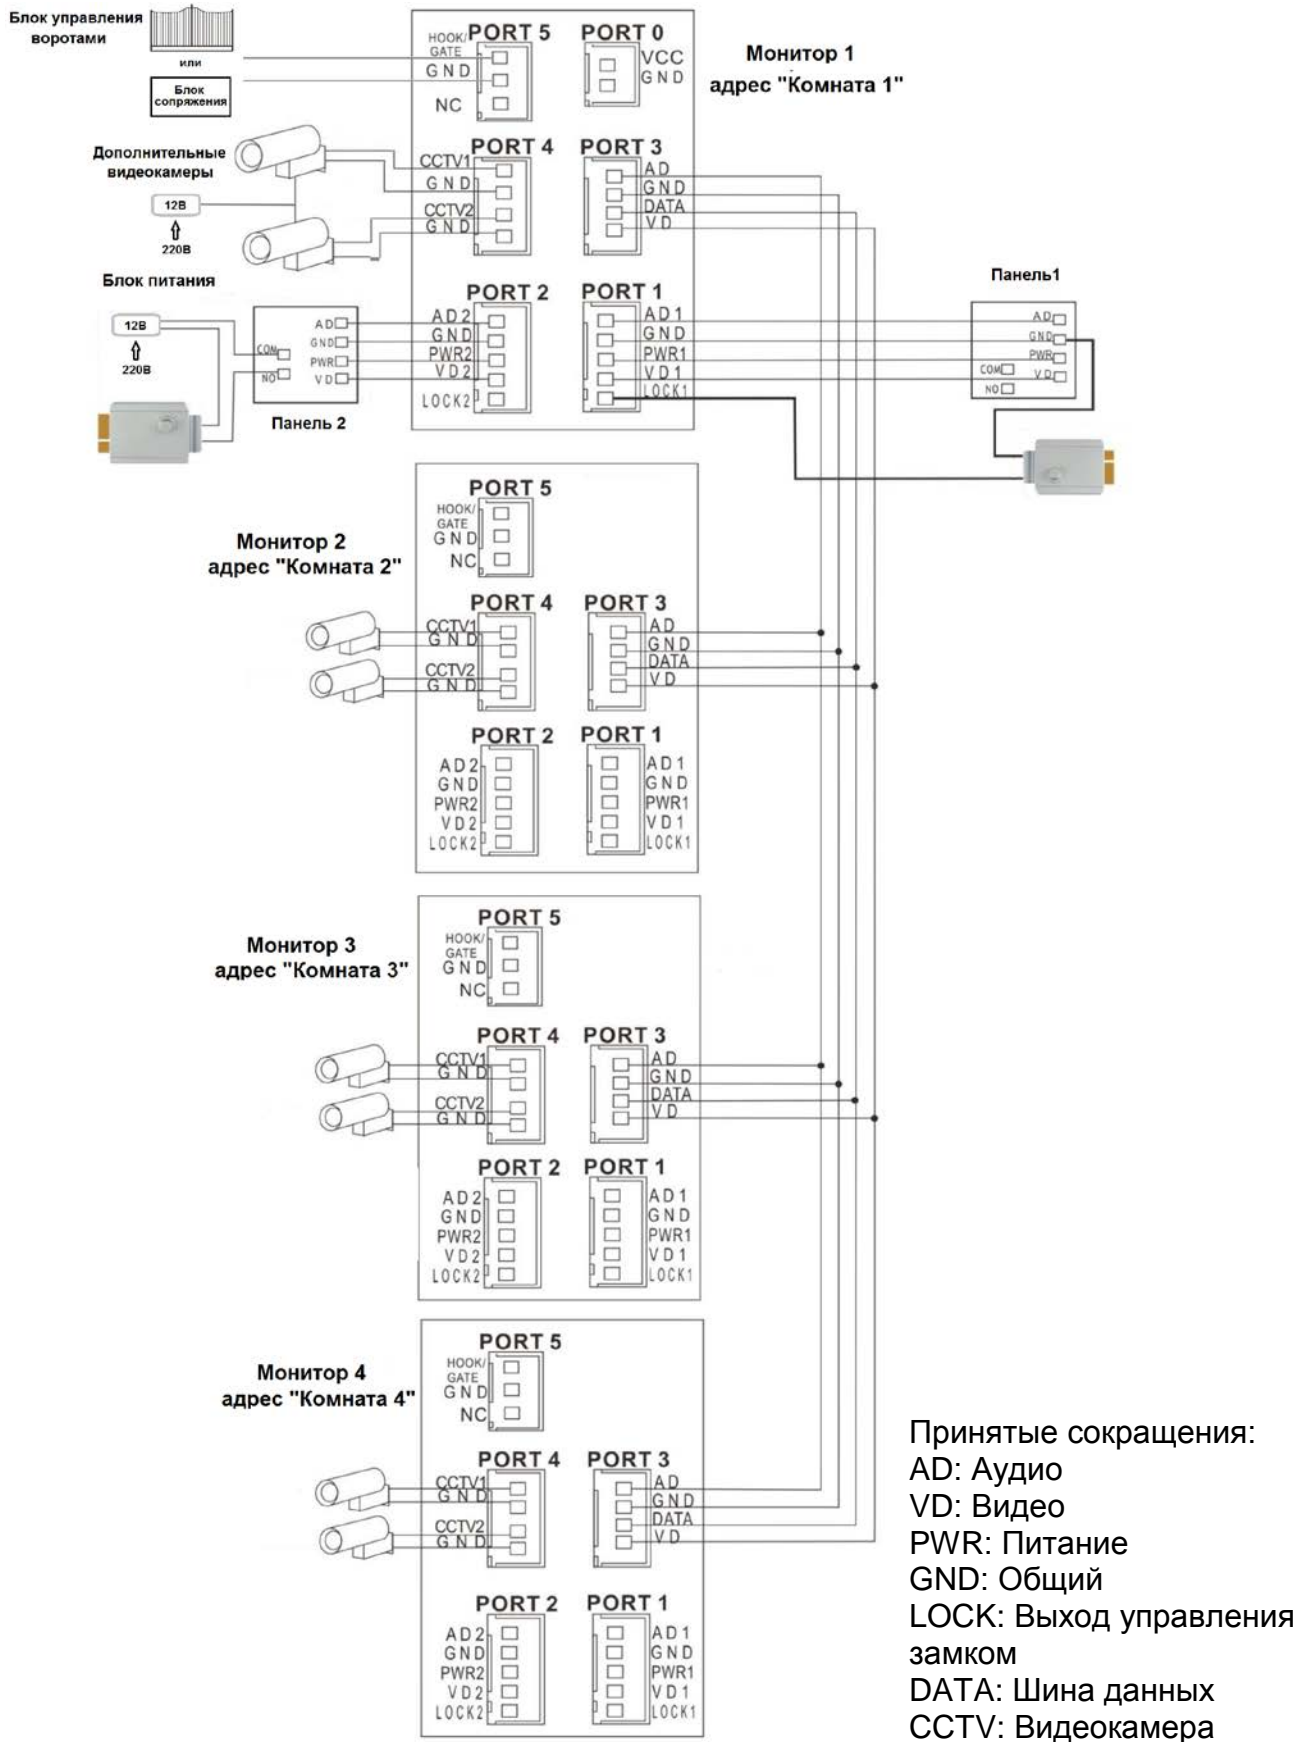 Блок управления
воротами
или
Блок
сопряжения
HOOK/
GATE
GND
NC
PORT 5
PORT 0
VCC
GND
Монитор 1
адрес "Комната 1"
Дополнительные
видеокамеры
12В
220В
PORT 4
CCTV1
GND
CCTV2
GND
PORT 3
AD
GND
DATA
VD
Блок питания
12В
220В
COM
NO
AD
GND
PWR
VD
Панель 2
PORT 2
AD2
GND
PWR2
VD2
LOCK2
PORT 1
AD1
GND
PWR1
VD1
LOCK1
Панель1
AD
GND
PWR
VD
COM
NO
Монитор 2
адрес "Комната 2"
PORT 5
HOOK/
GATE
GND
NC
PORT 4
CCTV1
GND
CCTV2
GND
PORT 3
AD
GND
DATA
VD
PORT 2
AD2
GND
PWR2
VD2
LOCK2
PORT 1
AD1
GND
PWR1
VD1
LOCK1
Монитор 3
адрес "Комната 3"
PORT 5
HOOK/
GATE
GND
NC
PORT 4
CCTV1
GND
CCTV2
GND
PORT 3
AD
GND
DATA
VD
PORT 2
AD2
GND
PWR2
VD2
LOCK2
PORT 1
AD1
GND
PWR1
VD1
LOCK1
Монитор 4
адрес "Комната 4"
PORT 5
HOOK/
GATE
GND
NC
PORT 4
CCTV1
GND
CCTV2
GND
PORT 3
AD
GND
DATA
VD
PORT 2
AD2
GND
PWR2
VD2
LOCK2
PORT 1
AD1
GND
PWR1
VD1
LOCK1
Принятые сокращения:
AD: Аудио
VD: Видео
PWR: Питание
GND: Общий
LOCK: Выход управления
замком
DATA: Шина данных
CCTV: Видеокамера